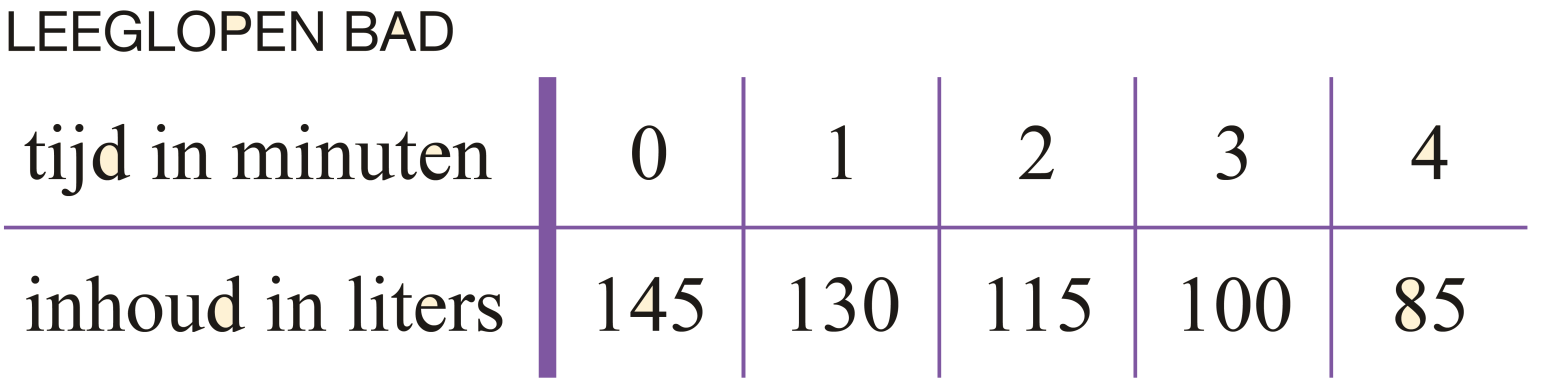 LEEGLOPEN BAD
tijd in minuten 0 1 2 3 4
inhoud in liters 145 130 115 100 85